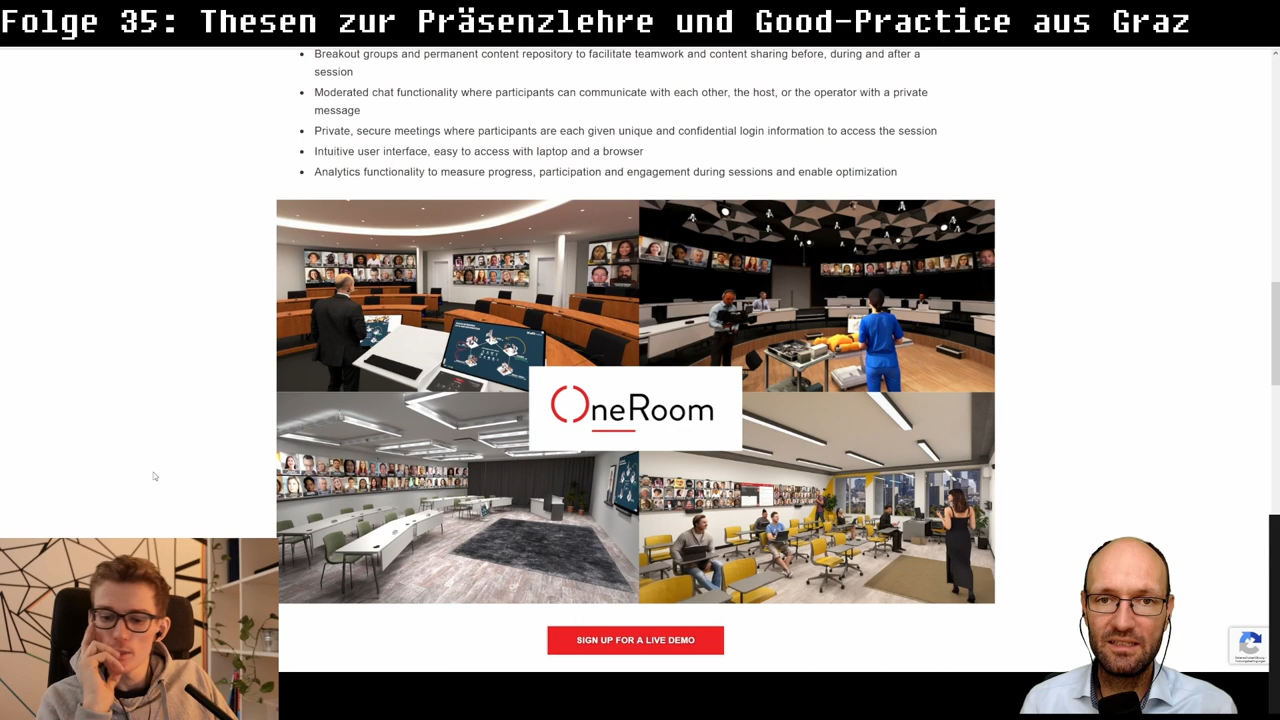 Folge 35: Thesen zur Präsenzlehre und Good-Practice aus Graz
Breakout groups and permanent content repository to facilitate teamwork and content sharing before, during and after a
session
Moderated chat functionality where participants can communicate with each other, the host, or the operator with a private
message
Private, secure meetings where participants are each given unique and confidential login information to access the session
Intuitive user interface, easy to access with laptop and a browser
Analytics functionality to measure progress, participation and engagement during sessions and enable optimization
OneRoom
SIGN UP FOR A LIVE DEMO